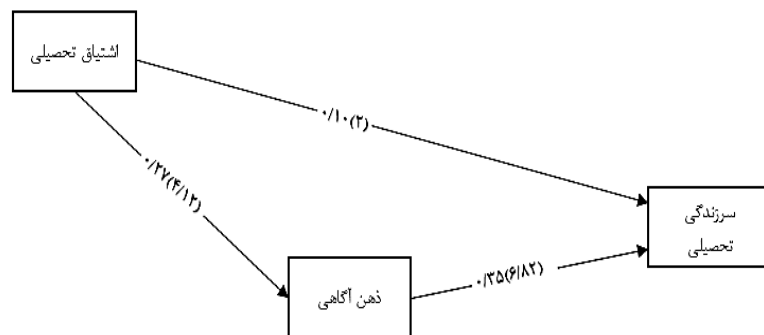 اشتیاق تحصیلی
۰/۱۰(۲)
۰/۲۷(۴/۱۲)
سرزندگی
تحصیلی
۰/۳۵(۶/۸۲)
ذهن آگاهی